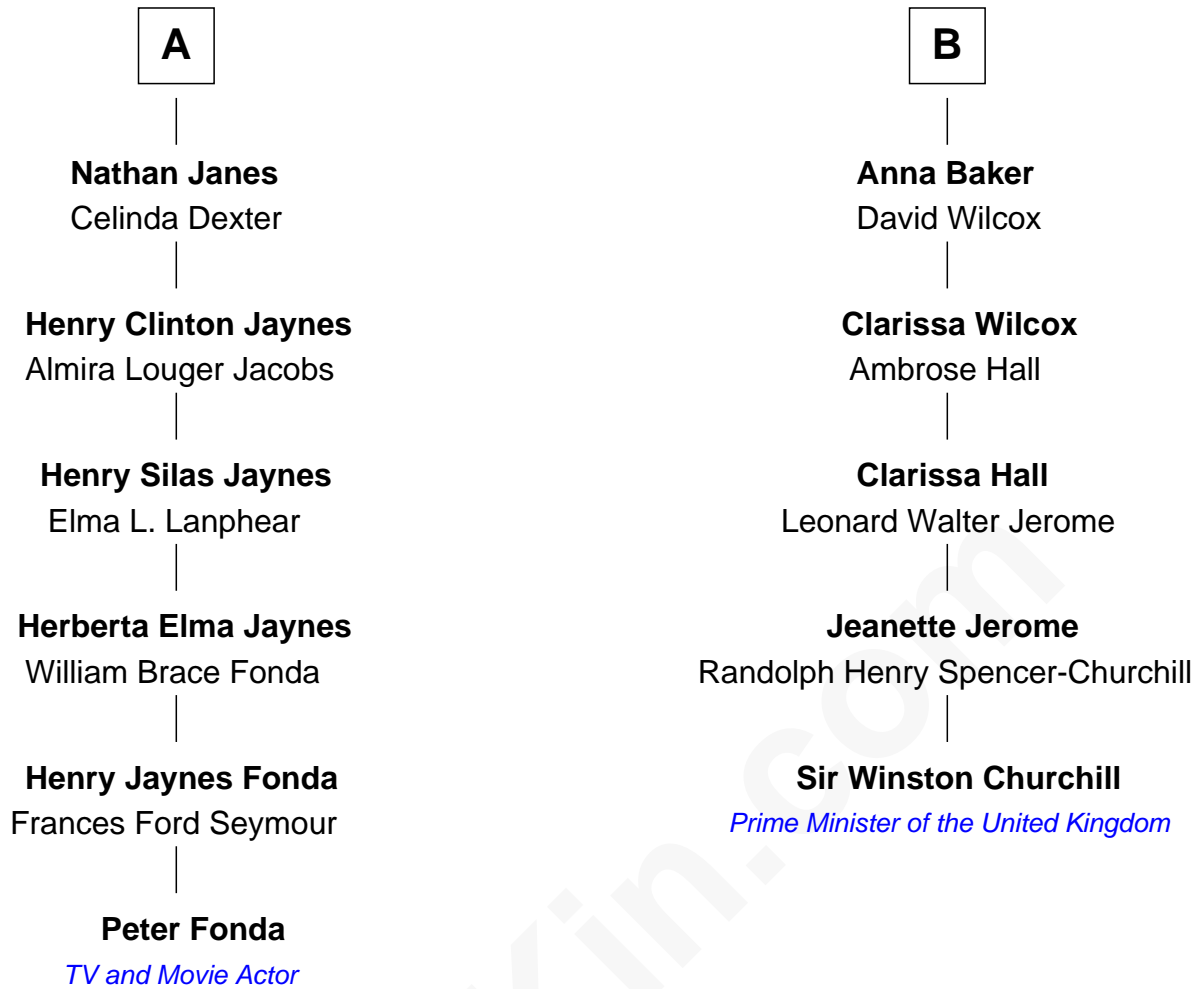 A
Nathan Janes
Celinda Dexter
Henry Clinton Jaynes
Almira Louger Jacobs
Henry Silas Jaynes
Elma L. Lanphear
Herberta Elma Jaynes
William Brace Fonda
Henry Jaynes Fonda
Frances Ford Seymour
Peter Fonda
TV and Movie Actor
B
Anna Baker
David Wilcox
Clarissa Wilcox
Ambrose Hall
Clarissa Hall
Leonard Walter Jerome
Jeanette Jerome
Randolph Henry Spencer-Churchill
Sir Winston Churchill
Prime Minister of the United Kingdom
Kin.com